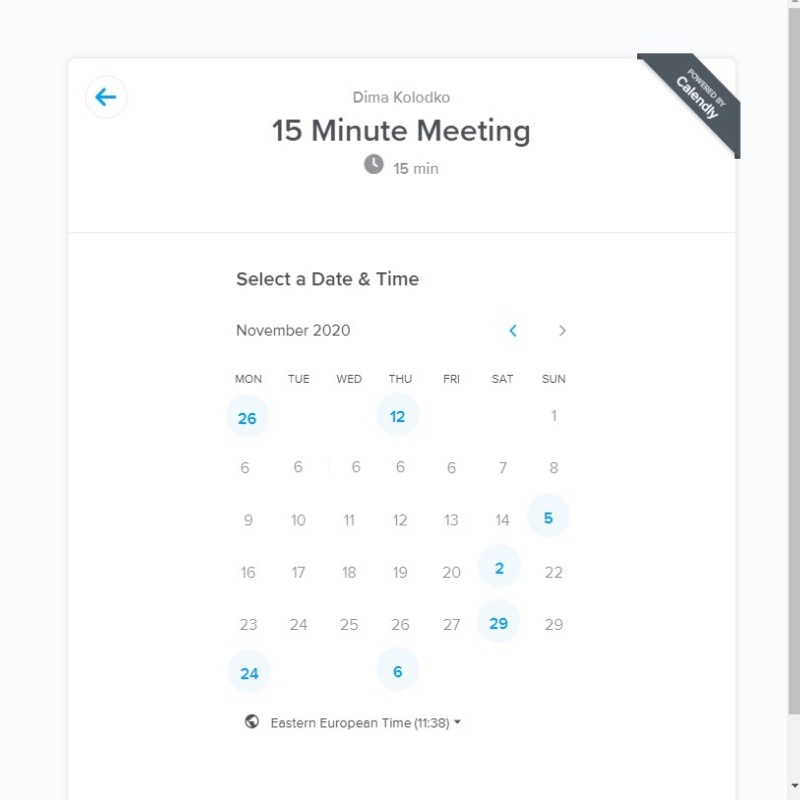 POWERED BY
Calendly
Dima Kolodko
15 Minute Meeting
15 min
Select a Date & Time
November 2020
MON TUE WED THU FRI SAT SUN
26 12 1
6 6 6 6 6 7 8
9 10 11 12 13 14 5
16 17 18 19 20 2 22
23 24 25 26 27 29 29
24 6
Eastern European Time (11:38)